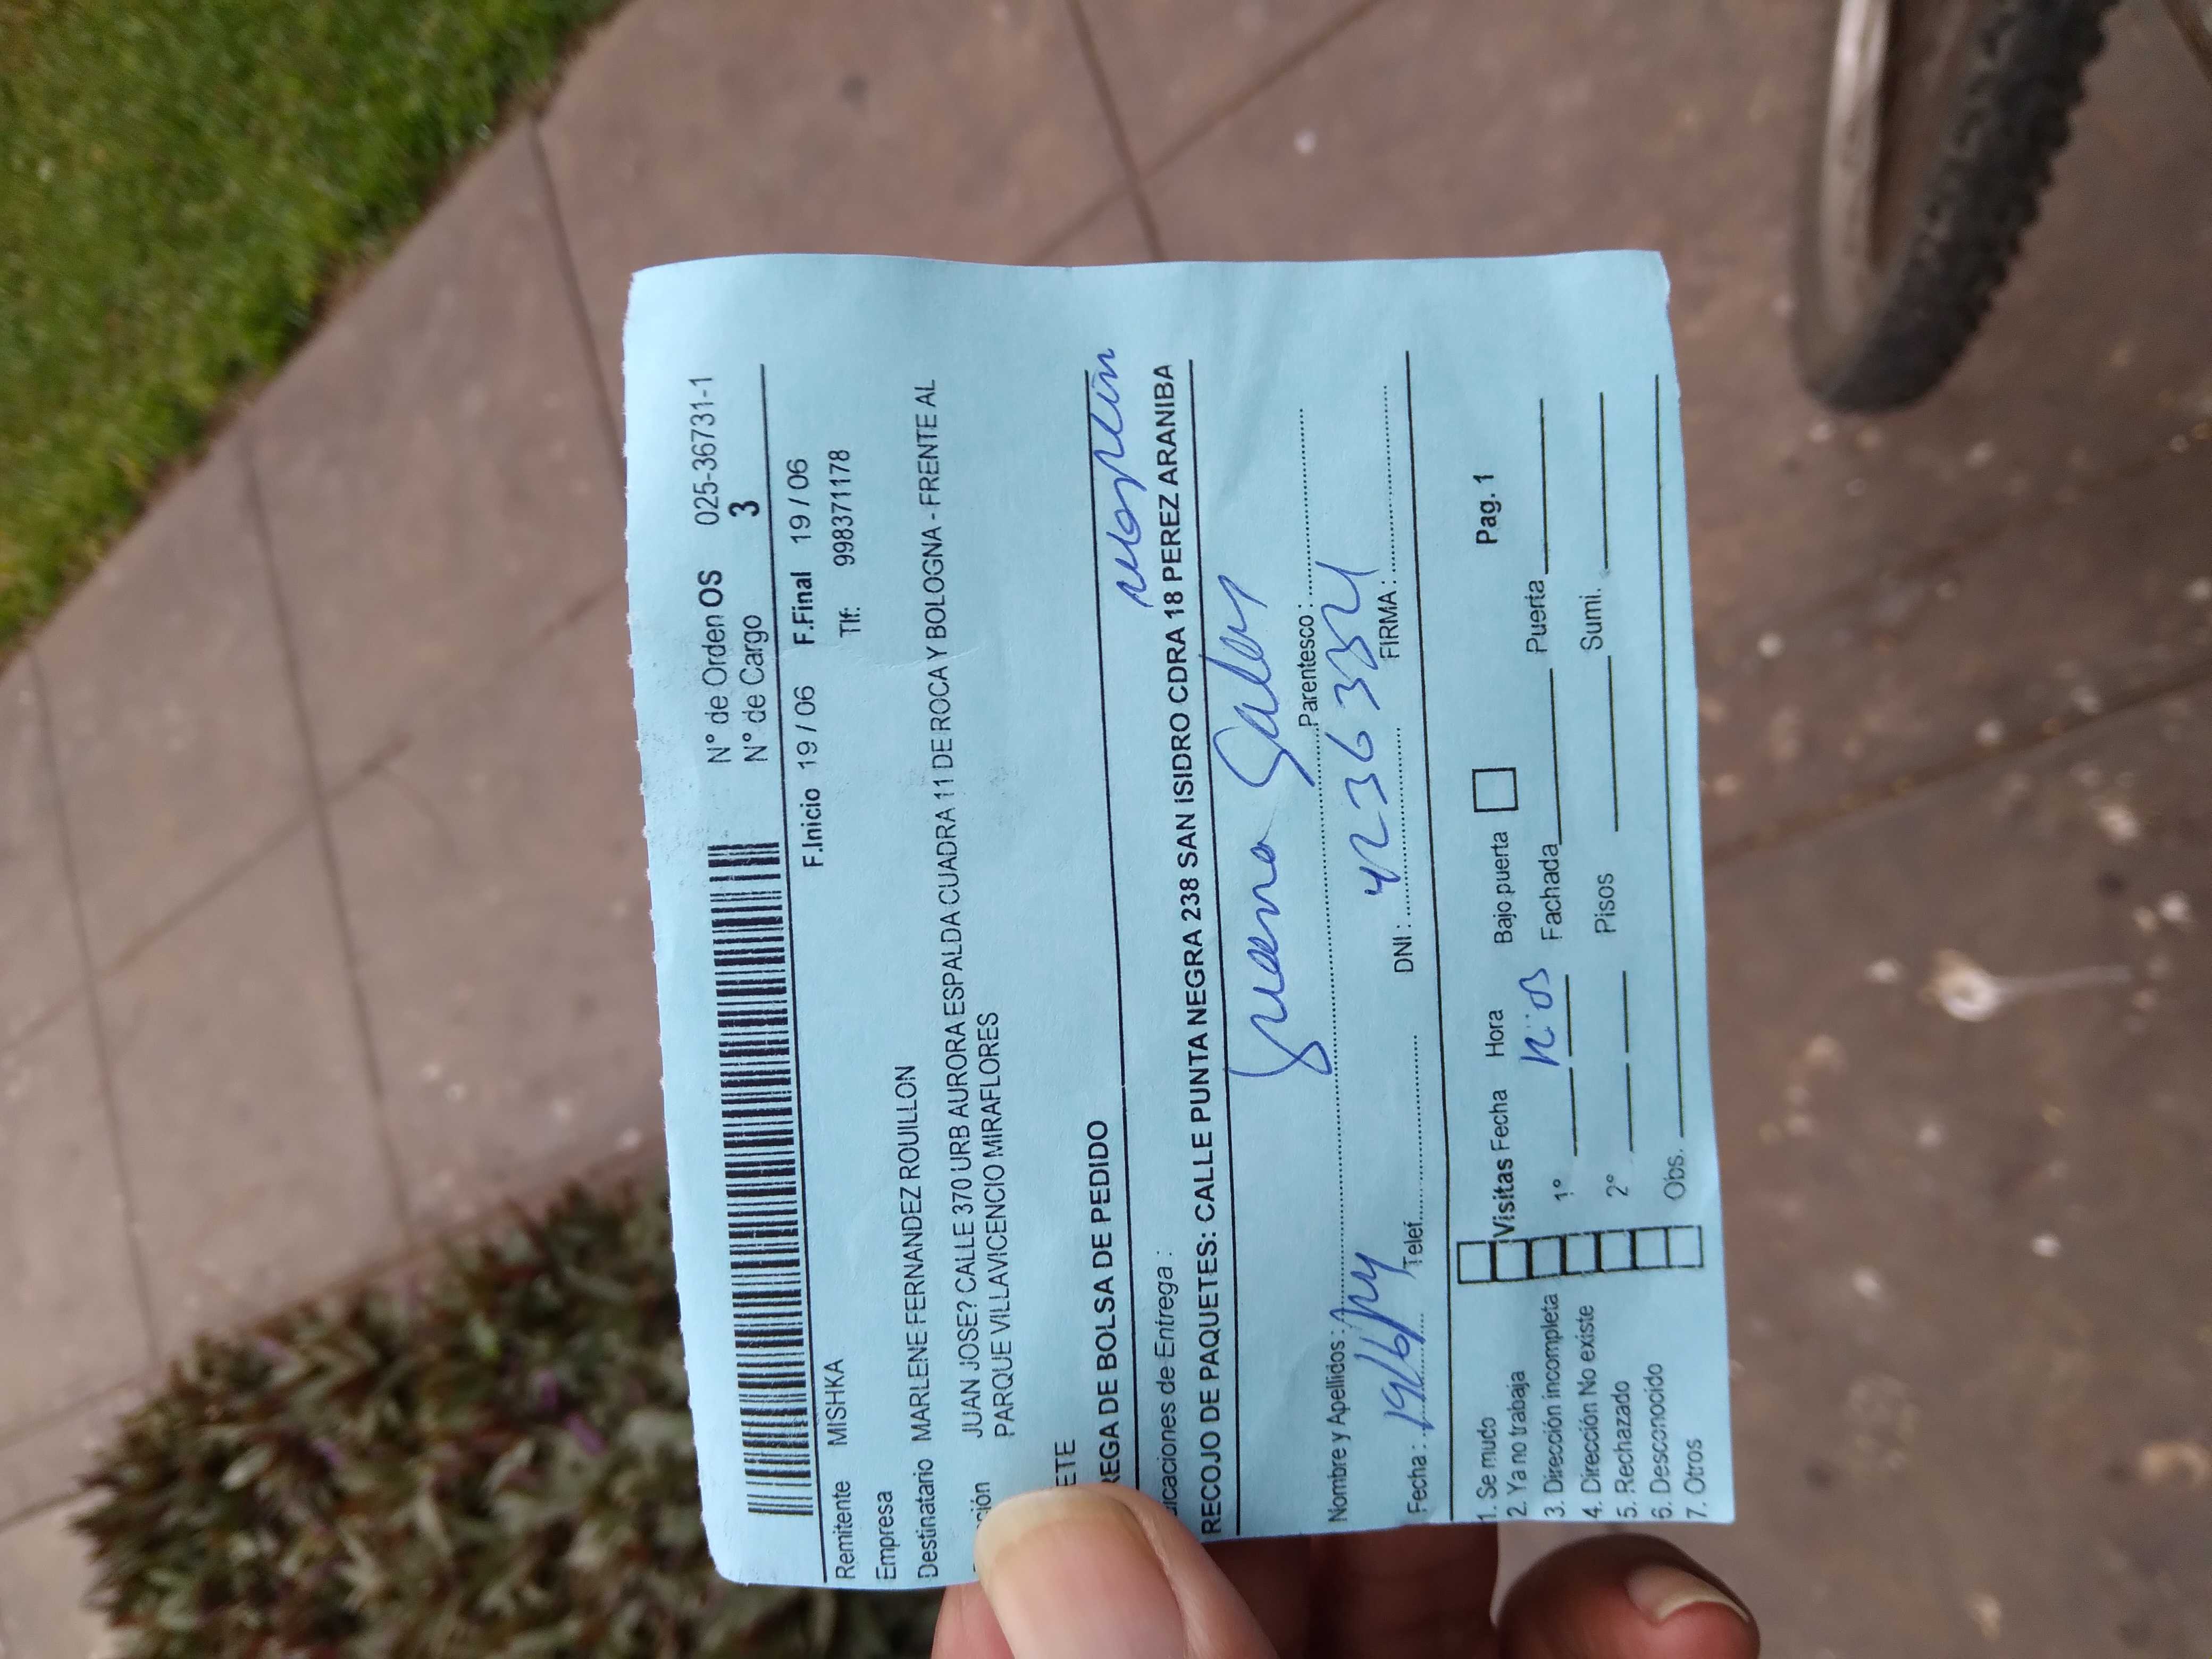 N° de Orden OS 025-36731-1
N° de Cargo 3
F.Inicio 19 / 06 F.Final 19 / 06
Remitente MISHKA
Tlf: 998371178
Empresa
Destinatario MARLENE FERNANDEZ ROUILLON
JUAN JOSE? CALLE 370 URB AURORA ESPALDA CUADRA 11 DE ROCA Y BOLOGNA - FRENTE AL
PARQUE VILLAVICENCIO MIRAFLORES
DE BOLSA DE PEDIDO
de Entrega :
RECOJO DE PAQUETES: CALLE PUNTA NEGRA 238 SAN ISIDRO CDRA 18 PEREZ ARANIBA
Nombre y Apellidos : Parentesco :
Fecha : 19/6/24 Telef. DNI : 42363321 FIRMA :
1. Se mudo
2. Ya no trabaja
3. Dirección incompleta
4. Dirección No existe
5. Rechazado
6. Desconocido
7. Otros
Visitas Fecha Hora Bajo puerta Pag. 1
1° Fachada Puerta
2° Pisos Sumi.
Obs.